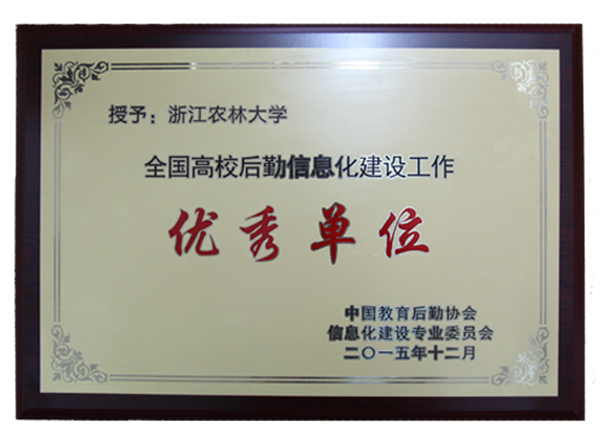 授予：浙江农林大学
全国高校后勤信息化建设工作
优秀单位
中国教育后勤协会
信息化建设专业委员会
二〇一五年十二月